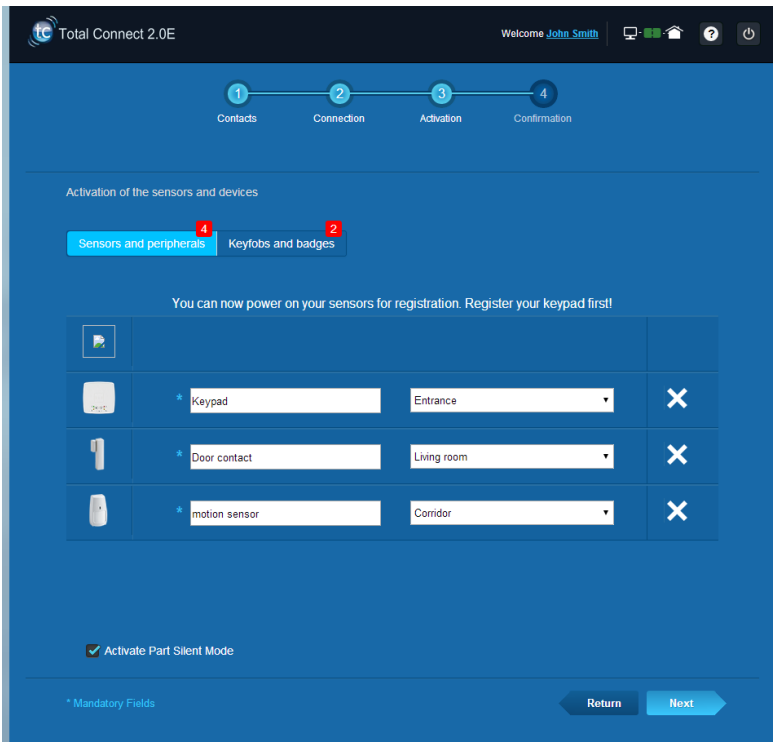 tc Total Connect 2.0E
Welcome John Smith
?
1 2 3 4
Contacts Connection Activation Confirmation
Activation of the sensors and devices
4 2
Sensors and peripherals Keyfobs and badges
You can now power on your sensors for registration. Register your keypad first!
* Keypad Entrance
* Door contact Living room
* motion sensor Corridor
Activate Part Silent Mode
* Mandatory Fields Return Next